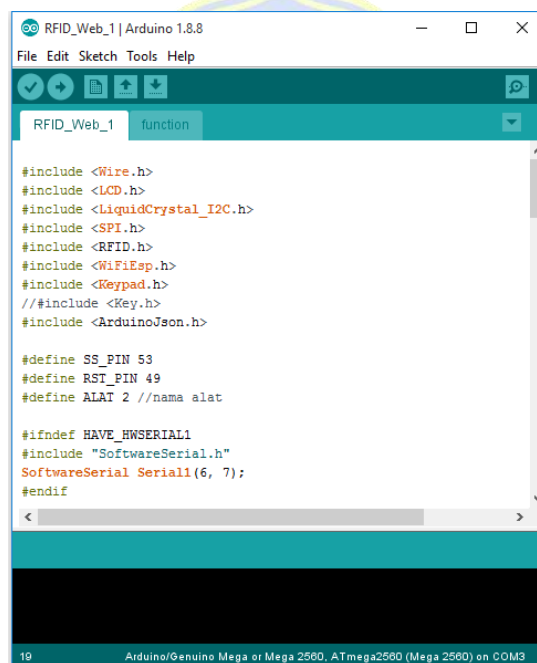 RFID_Web_1 | Arduino 1.8.8
File Edit Sketch Tools Help
RFID_Web_1 function
#include <Wire.h>
#include <LCD.h>
#include <LiquidCrystal_I2C.h>
#include <SPI.h>
#include <RFID.h>
#include <WiFiEsp.h>
#include <Keypad.h>
//#include <Key.h>
#include <ArduinoJson.h>
#define SS_PIN 53
#define RST_PIN 49
#define ALAT 2 //nama alat
#ifndef HAVE_HWSERIAL1
#include "SoftwareSerial.h"
SoftwareSerial Serial1(6, 7);
#endif
19 Arduino/Genuino Mega or Mega 2560, ATmega2560 (Mega 2560) on COM3